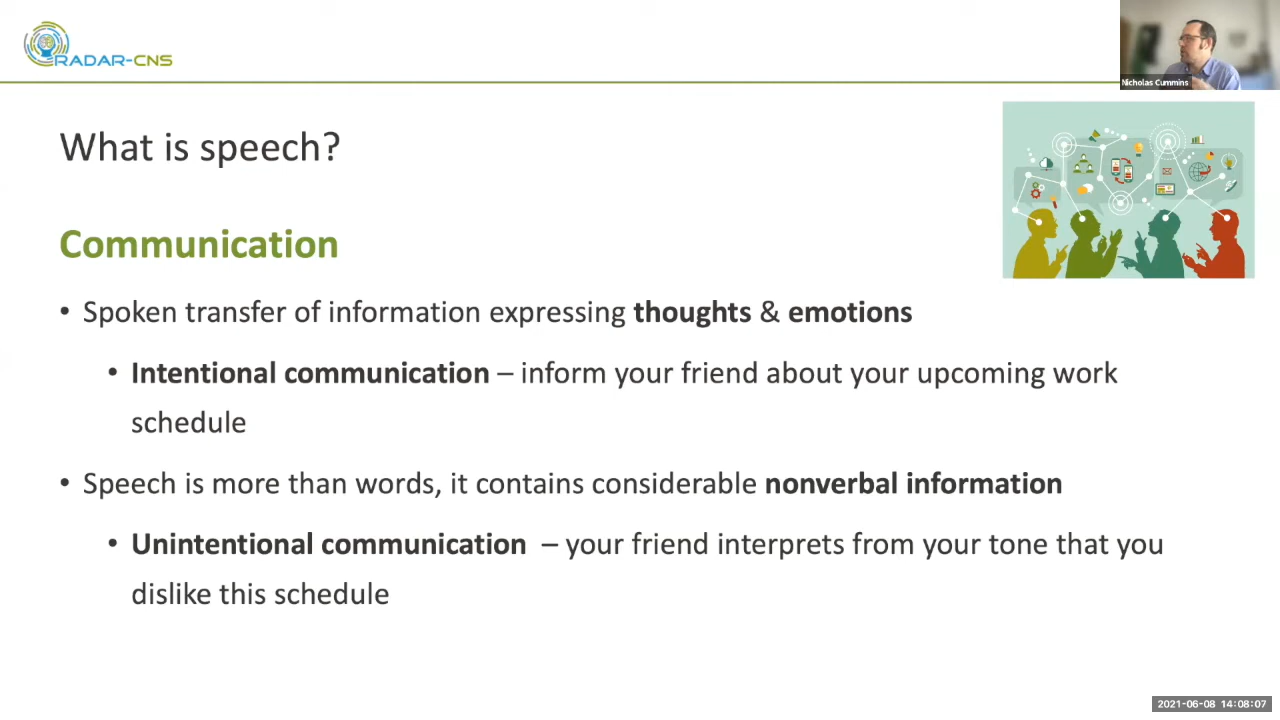 RADAR-CNS
Nicholas Cummins
What is speech?
Communication
• Spoken transfer of information expressing thoughts & emotions
• Intentional communication – inform your friend about your upcoming work
schedule
• Speech is more than words, it contains considerable nonverbal information
• Unintentional communication – your friend interprets from your tone that you
dislike this schedule
2021-06-08 14:08:07